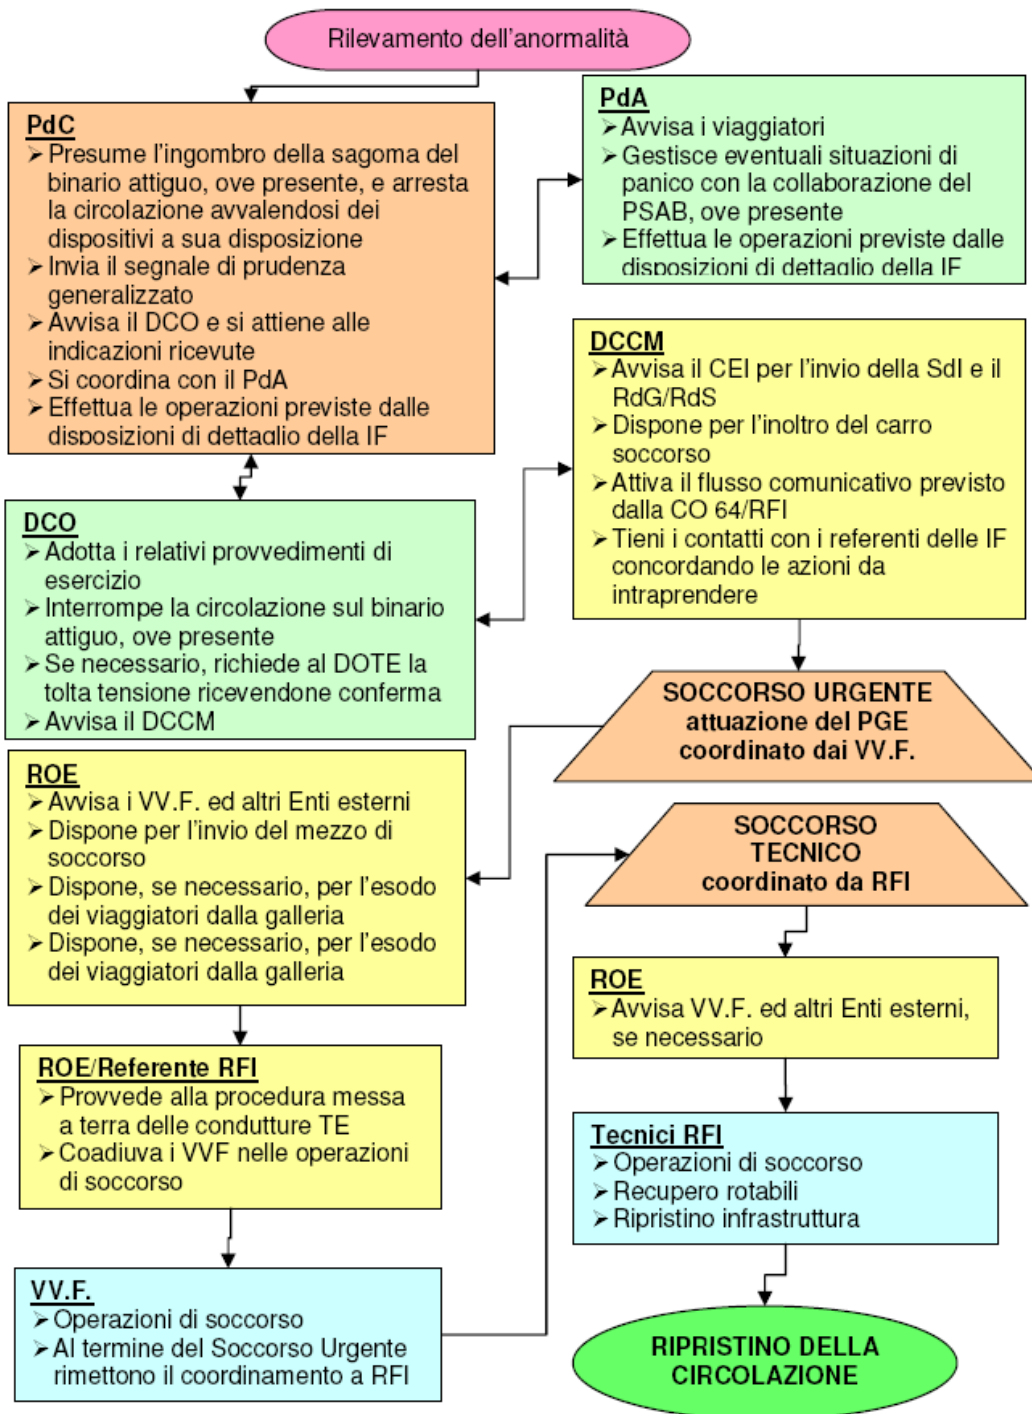 Rilevamento dell'anormalità
PdC
➢ Presume l'ingombro della sagoma del
binario attiguo, ove presente, e arresta
la circolazione avvalendosi dei
dispositivi a sua disposizione
➢ Invia il segnale di prudenza
generalizzato
➢ Avvisa il DCO e si attiene alle
indicazioni ricevute
➢ Si coordina con il PdA
➢ Effettua le operazioni previste dalle
disposizioni di dettaglio della IF
PdA
➢ Avvisa i viaggiatori
➢ Gestisce eventuali situazioni di
panico con la collaborazione del
PSAB, ove presente
➢ Effettua le operazioni previste dalle
disposizioni di dettaglio della IF
DCO
➢ Adotta i relativi provvedimenti di
esercizio
➢ Interrompe la circolazione sul binario
attiguo, ove presente
➢ Se necessario, richiede al DOTE la
tolta tensione ricevendone conferma
➢ Avvisa il DCCM
DCCM
➢ Avvisa il CEI per l'invio della SdI e il
RdG/RdS
➢ Dispone per l'inoltro del carro
soccorso
➢ Attiva il flusso comunicativo previsto
dalla CO 64/RFI
➢ Tieni i contatti con i referenti delle IF
concordando le azioni da
intraprendere
SOCCORSO URGENTE
attuazione del PGE
coordinato dai VV.F.
ROE
➢ Avvisa i VV.F. ed altri Enti esterni
➢ Dispone per l'invio del mezzo di
soccorso
➢ Dispone, se necessario, per l'esodo
dei viaggiatori dalla galleria
➢ Dispone, se necessario, per l'esodo
dei viaggiatori dalla galleria
ROE/Referente RFI
➢ Provvede alla procedura messa
a terra delle condutture TE
➢ Coadiuva i VVF nelle operazioni
di soccorso
VV.F.
➢ Operazioni di soccorso
➢ Al termine del Soccorso Urgente
rimettono il coordinamento a RFI
SOCCORSO
TECNICO
coordinato da RFI
ROE
➢ Avvisa VV.F. ed altri Enti esterni,
se necessario
Tecnici RFI
➢ Operazioni di soccorso
➢ Recupero rotabili
➢ Ripristino infrastruttura
RIPRISTINO DELLA
CIRCOLAZIONE